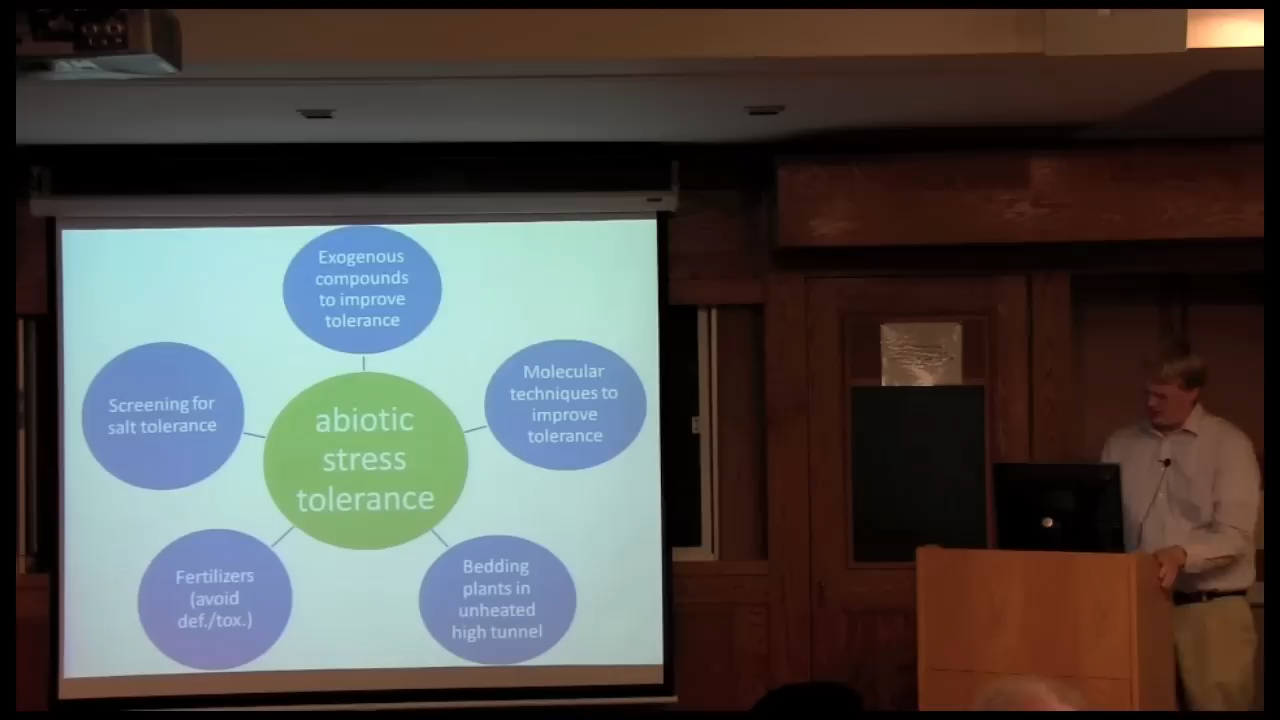 Exogenous
compounds
to improve
tolerance
Molecular
techniques to
improve
tolerance
Screening for
salt tolerance
abiotic
stress
tolerance
Fertilizers
(avoid
def./tox.)
Bedding
plants in
unheated
high tunnel